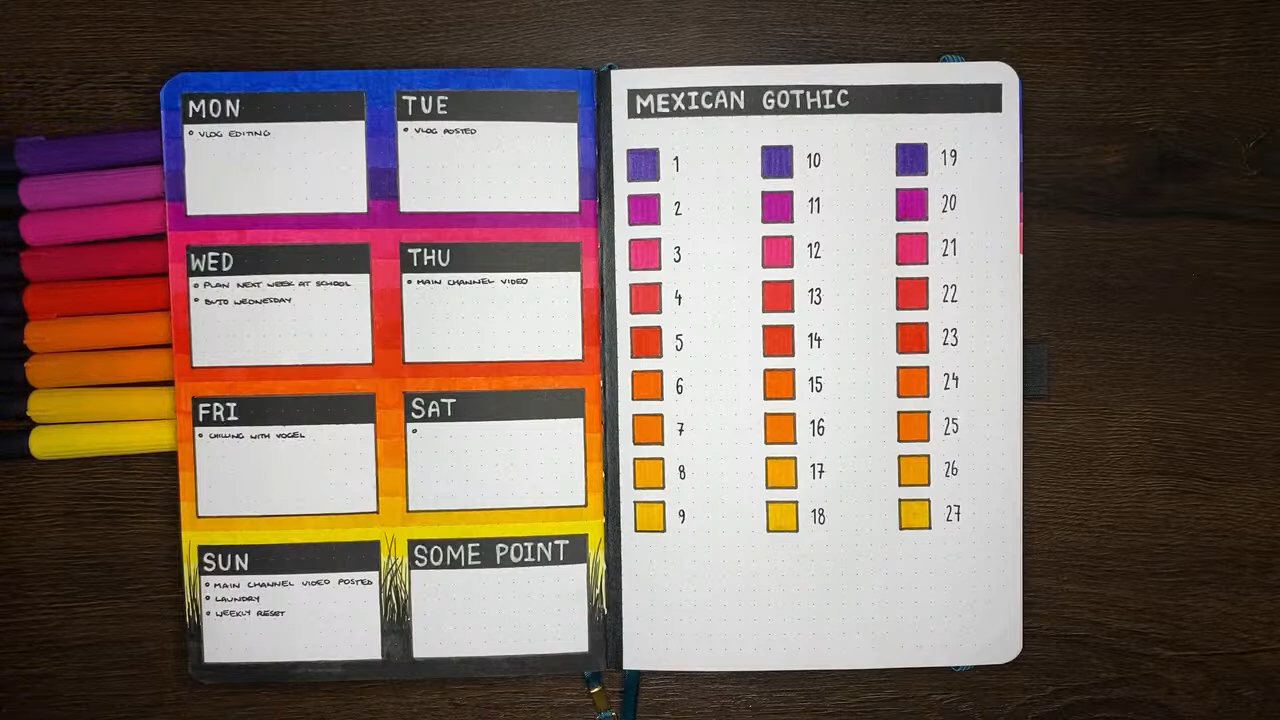 MON
VLOG EDITING
TUE
VLOG POSTED
WED
PLAN NEXT WEEK AT SCHOOL
BUJO WEDNESDAY
THU
MAIN CHANNEL VIDEO
FRI
CHILLING WITH VOGEL
SAT
SUN
MAIN CHANNEL VIDEO POSTED
LAUNDRY
WEEKLY RESET
SOME POINT
MEXICAN GOTHIC
1 10 19
2 11 20
3 12 21
4 13 22
5 14 23
6 15 24
7 16 25
8 17 26
9 18 27